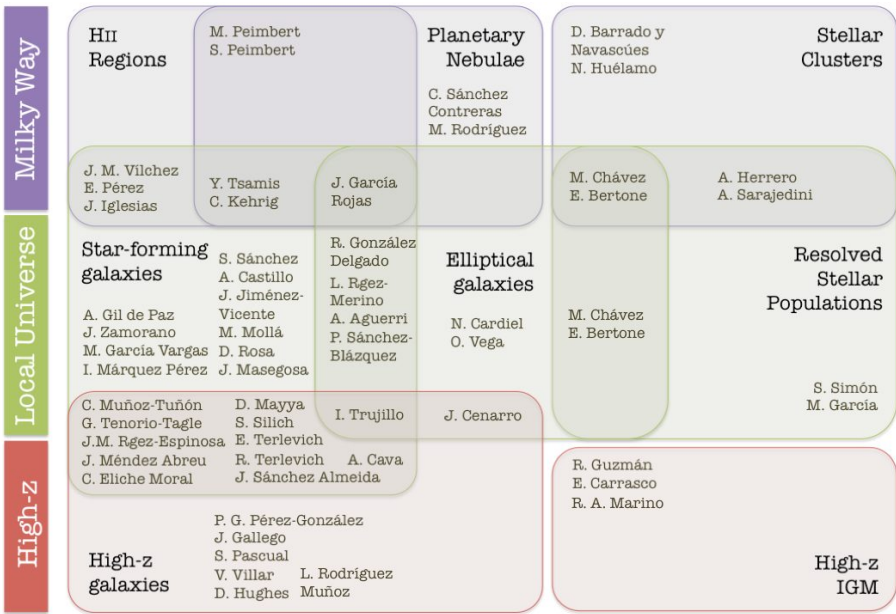 Milky Way
HII
Regions
M. Peimbert
S. Peimbert
Planetary
Nebulae
C. Sánchez
Contreras
M. Rodríguez
D. Barrado y
Navascúes
N. Huélamo
Stellar
Clusters
J. M. Vílchez
E. Pérez
J. Iglesias
Y. Tsamis
C. Kehrig
J. García
Rojas
M. Chávez
E. Bertone
A. Herrero
A. Sarajedini
Local Universe
Star-forming
galaxies
A. Gil de Paz
J. Zamorano
M. García Vargas
I. Márquez Pérez
S. Sánchez
A. Castillo
J. Jiménez-
Vicente
M. Mollá
D. Rosa
J. Masegosa
R. González
Delgado
L. Rgez-
Merino
A. Aguerri
P. Sánchez-
Blázquez
Elliptical
galaxies
N. Cardiel
O. Vega
M. Chávez
E. Bertone
Resolved
Stellar
Populations
S. Simón
M. García
C. Muñoz-Tuñón
G. Tenorio-Tagle
J.M. Rgez-Espinosa
J. Méndez Abreu
C. Eliche Moral
D. Mayya
S. Silich
E. Terlevich
R. Terlevich
J. Sánchez Almeida
A. Cava
I. Trujillo
J. Cenarro
High-z
P. G. Pérez-González
J. Gallego
S. Pascual
V. Villar
D. Hughes
L. Rodríguez
Muñoz
High-z
galaxies
R. Guzmán
E. Carrasco
R. A. Marino
High-z
IGM